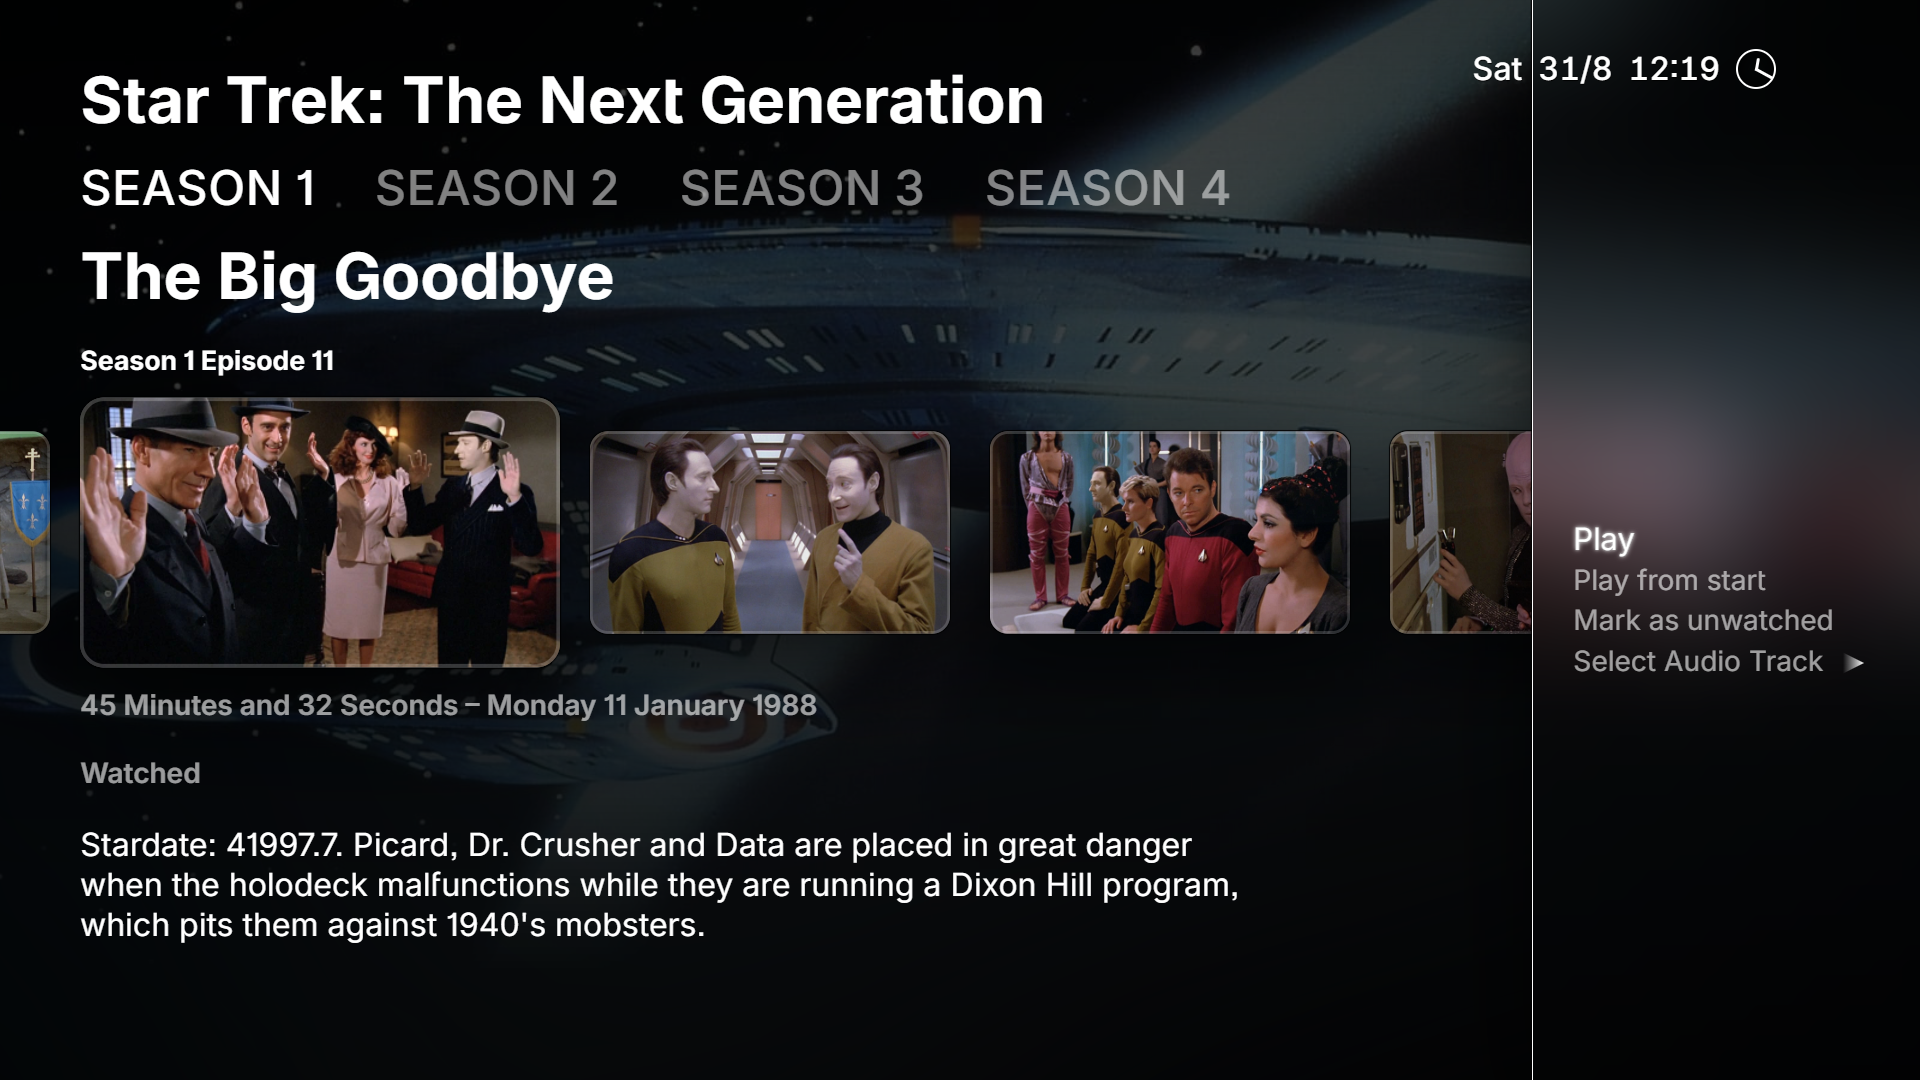 Sat 31/8 12:19
Star Trek: The Next Generation
SEASON 1 SEASON 2 SEASON 3 SEASON 4
The Big Goodbye
Season 1 Episode 11
45 Minutes and 32 Seconds – Monday 11 January 1988
Watched
Stardate: 41997.7. Picard, Dr. Crusher and Data are placed in great danger
when the holodeck malfunctions while they are running a Dixon Hill program,
which pits them against 1940's mobsters.
Play
Play from start
Mark as unwatched
Select Audio Track